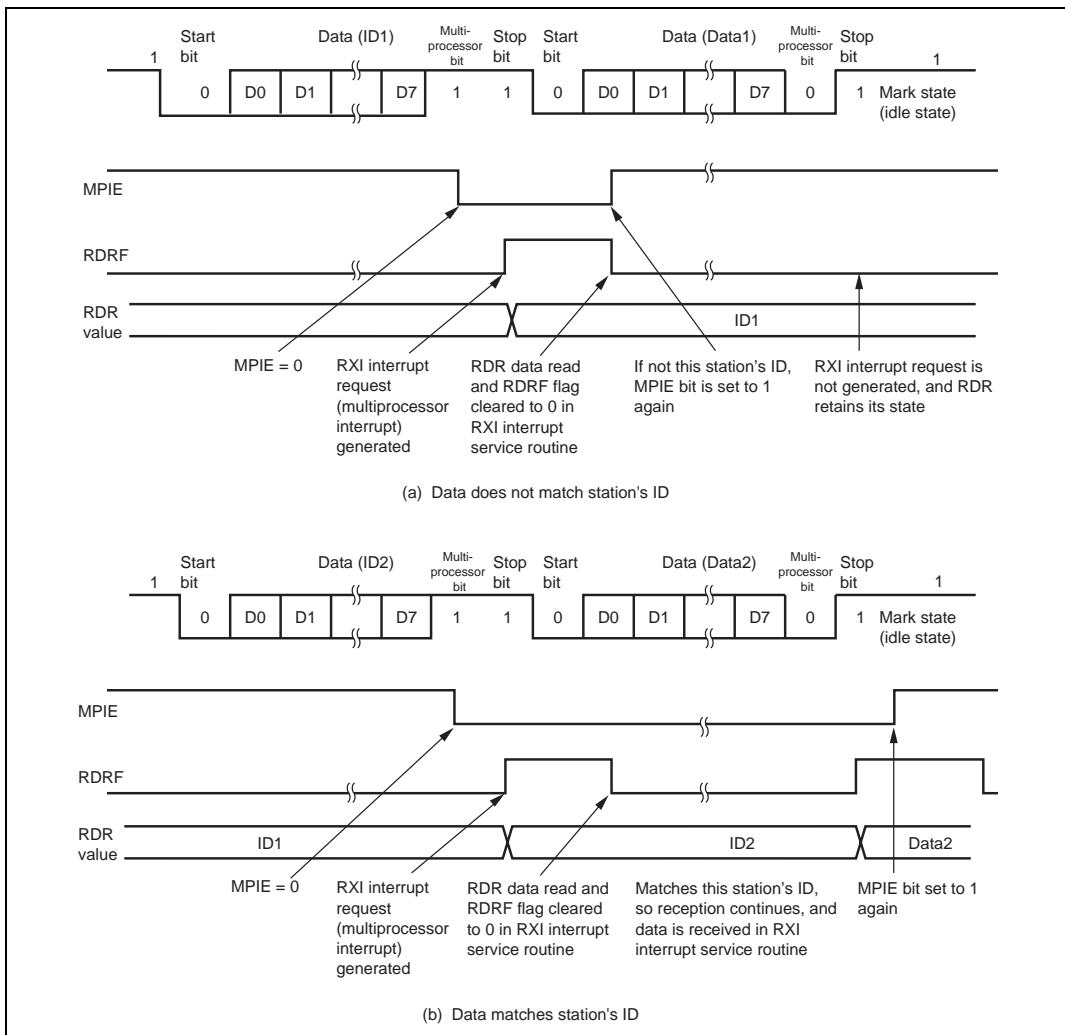 Start
bit
Data (ID1)
Multi-
processor
bit
Stop
bit
Start
bit
Data (Data1)
Multi-
processor
bit
Stop
bit
1
1
0
D0
D1
D7
1
1
0
D0
D1
D7
0
1
Mark state
(idle state)
MPIE
RDRF
RDR
value
ID1
MPIE = 0
RXI interrupt
request
(multiprocessor
interrupt)
generated
RDR data read
and RDRF flag
cleared to 0 in
RXI interrupt
service routine
If not this station's ID,
MPIE bit is set to 1
again
RXI interrupt request is
not generated, and RDR
retains its state
(a) Data does not match station's ID
Start
bit
Data (ID2)
Multi-
processor
bit
Stop
bit
Start
bit
Data (Data2)
Multi-
processor
bit
Stop
bit
1
1
0
D0
D1
D7
1
1
0
D0
D1
D7
0
1
Mark state
(idle state)
MPIE
RDRF
RDR
value
ID1
ID2
Data2
MPIE = 0
RXI interrupt
request
(multiprocessor
interrupt)
generated
RDR data read and
RDRF flag cleared
to 0 in RXI interrupt
service routine
Matches this station's ID,
so reception continues, and
data is received in RXI
interrupt service routine
MPIE bit set to 1
again
(b) Data matches station's ID